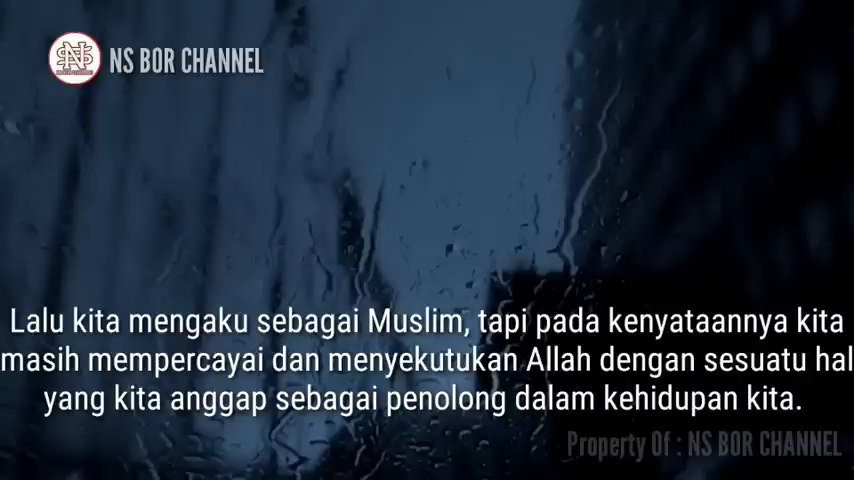 NS BOR CHANNEL
Lalu kita mengaku sebagai Muslim, tapi pada kenyataannya kita
masih mempercayai dan menyekutukan Allah dengan sesuatu hal
yang kita anggap sebagai penolong dalam kehidupan kita.
Property Of : NS BOR CHANNEL